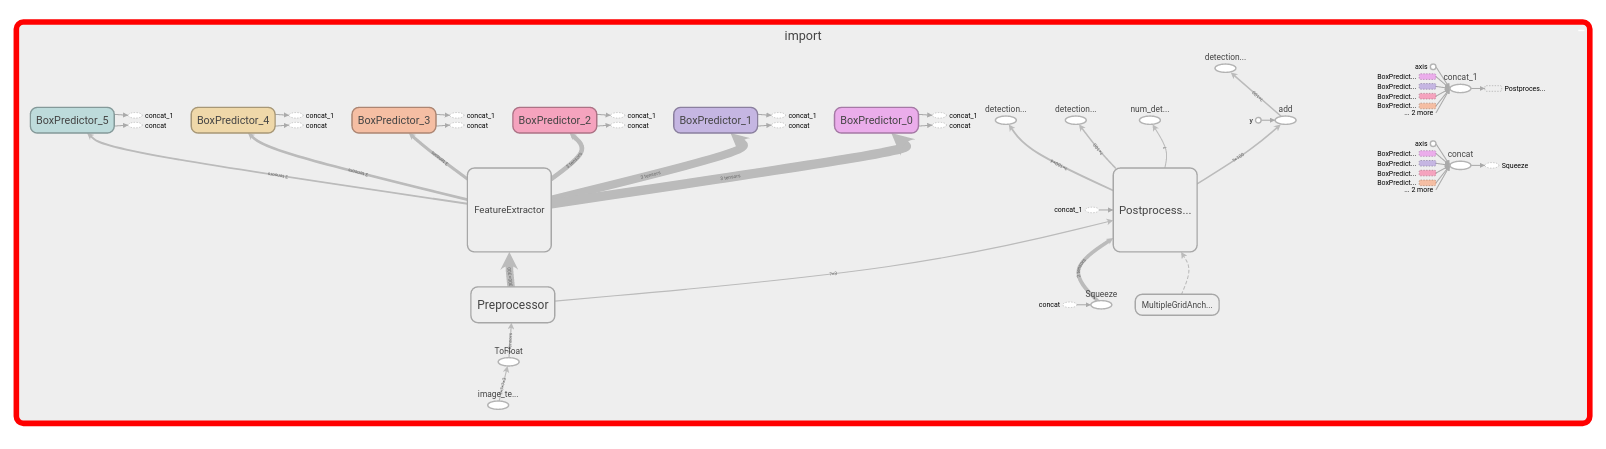 import
detection...
axis
BoxPredict...
concat_1
BoxPredict...
Postproces...
BoxPredict...
BoxPredict...
... 2 more
BoxPredictor_5
concat_1
concat
BoxPredictor_4
concat_1
concat
BoxPredictor_3
concat_1
concat
BoxPredictor_2
concat_1
concat
BoxPredictor_1
concat_1
concat
BoxPredictor_0
concat_1
concat
detection...
detection...
num_det...
add
y
axis
BoxPredict...
concat
BoxPredict...
Squeeze
BoxPredict...
BoxPredict...
... 2 more
FeatureExtractor
concat_1
Postprocess...
Preprocessor
Squeeze
concat
MultipleGridAnch...
ToFloat
image_te...